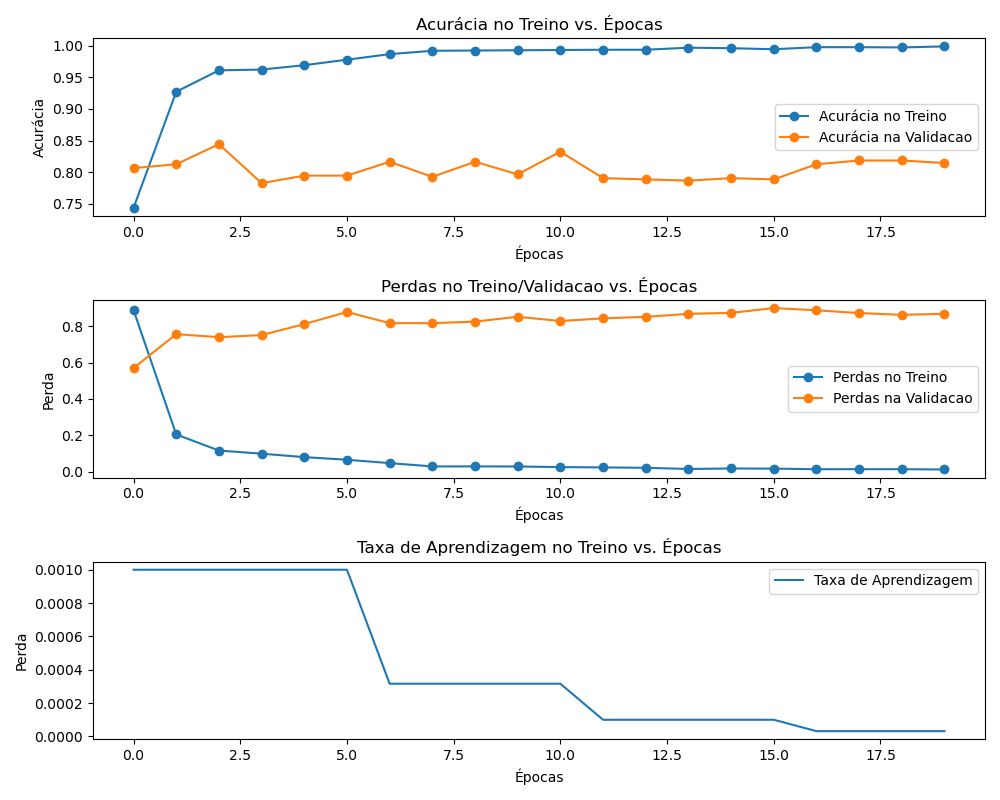 Acurácia no Treino vs. Épocas
1.00
0.95
0.90
0.85
0.80
0.75
Acurácia
Acurácia no Treino
Acurácia na Validacao
0.0 2.5 5.0 7.5 10.0 12.5 15.0 17.5
Épocas
Perdas no Treino/Validacao vs. Épocas
0.8
0.6
0.4
0.2
0.0
Perda
Perdas no Treino
Perdas na Validacao
0.0 2.5 5.0 7.5 10.0 12.5 15.0 17.5
Épocas
Taxa de Aprendizagem no Treino vs. Épocas
0.0010
0.0008
0.0006
0.0004
0.0002
0.0000
Perda
Taxa de Aprendizagem
0.0 2.5 5.0 7.5 10.0 12.5 15.0 17.5
Épocas